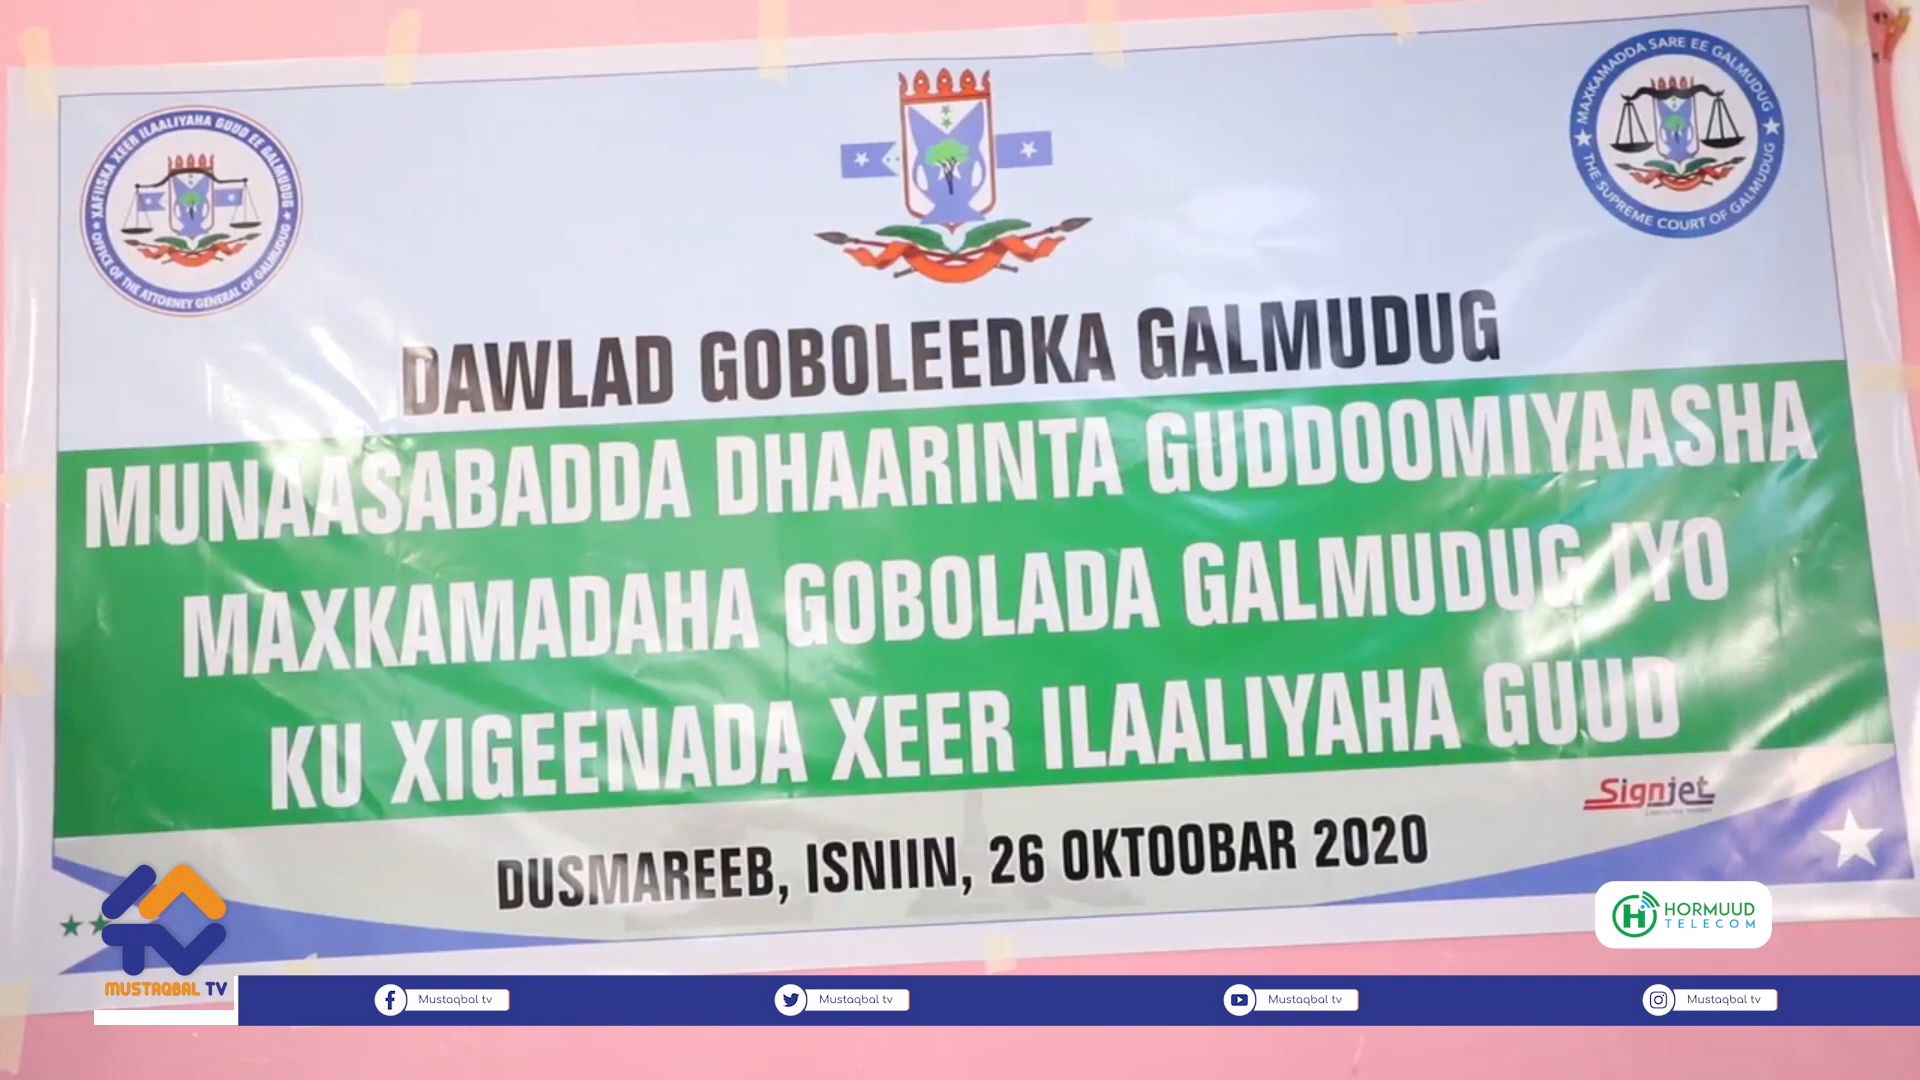 XAFIISKA XEER ILAALIYAHA GUUD EE GALMUDUG
OFFICE OF THE ATTORNEY GENERAL OF GALMUDUG
MAXKAMADDA SARE EE GALMUDUG
THE SUPREME COURT OF GALMUDUG
DAWLAD GOBOLEEDKA GALMUDUG
MUNAASABADDA DHAARINTA GUDDOOMIYAASHA
MAXKAMADAHA GOBOLADA GALMUDUG IYO
KU XIGEENADA XEER ILAALIYAHA GUUD
Signjet
DUSMAREEB, ISNIIN, 26 OKTOOBAR 2020
HORMUUD
TELECOM
MUSTAQBAL TV
Mustaqbal tv
Mustaqbal tv
Mustaqbal tv
Mustaqbal tv